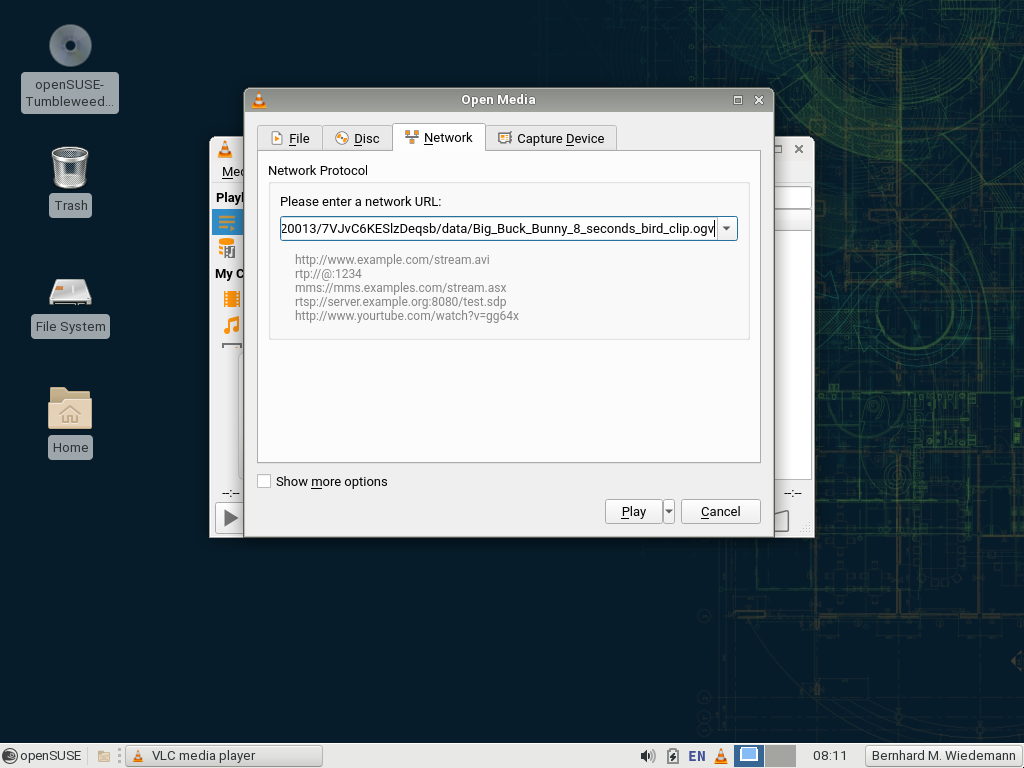 openSUSE-
Tumbleweed...
Trash
File System
Home
Open Media
File
Disc
Network
Capture Device
Network Protocol
Please enter a network URL:
20013/7VJvC6KESlzDeqsb/data/Big_Buck_Bunny_8_seconds_bird_clip.ogv
http://www.example.com/stream.avi
rtp://@:1234
mms://mms.examples.com/stream.asx
rtsp://server.example.org:8080/test.sdp
http://www.yourtube.com/watch?v=gg64x
Show more options
Play
Cancel
Med
Playl
My C
--:--
--:--
openSUSE
VLC media player
EN
08:11
Bernhard M. Wiedemann